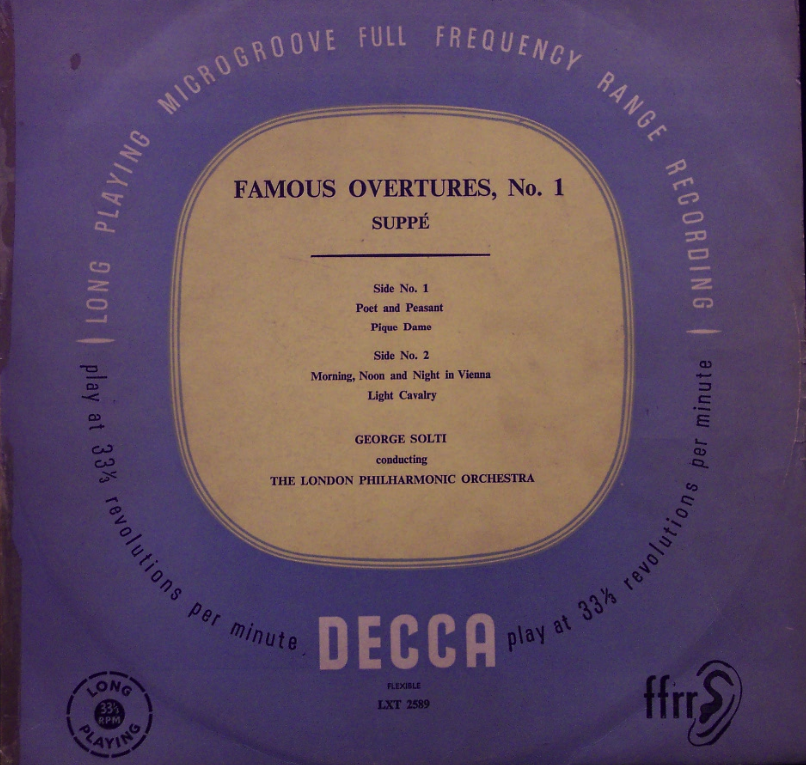 LONG PLAYING MICROGROOVE FULL FREQUENCY RANGE RECORDING
FAMOUS OVERTURES, No. 1
SUPPÉ
Side No. 1
Poet and Peasant
Pique Dame
Side No. 2
Morning, Noon and Night in Vienna
Light Cavalry
GEORGE SOLTI
conducting
THE LONDON PHILHARMONIC ORCHESTRA
play at 33⅓ revolutions per minute
DECCA
play at 33⅓ revolutions per minute
FLEXIBLE
LXT 2589
LONG
33⅓
RPM
PLAYING
ffrr